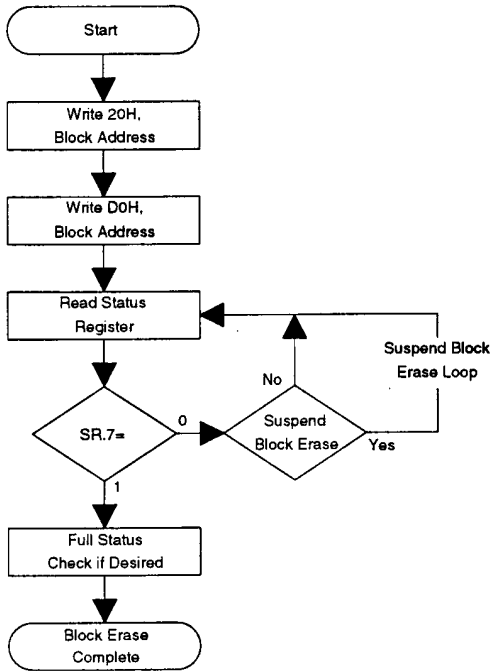 Start
Write 20H,
Block Address
Write D0H,
Block Address
Read Status
Register
Suspend Block
Erase Loop
No
SR.7=
0
Suspend
Block Erase
Yes
1
Full Status
Check if Desired
Block Erase
Complete